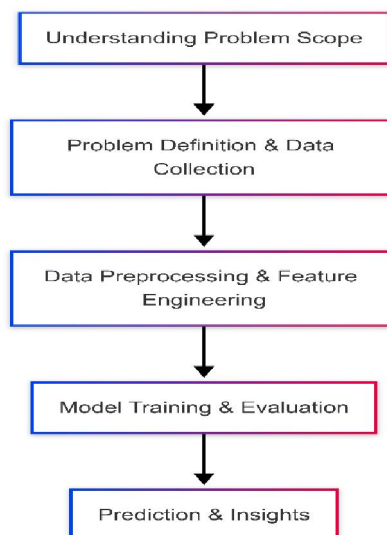 Understanding Problem Scope
Problem Definition & Data
Collection
Data Preprocessing & Feature
Engineering
Model Training & Evaluation
Prediction & Insights